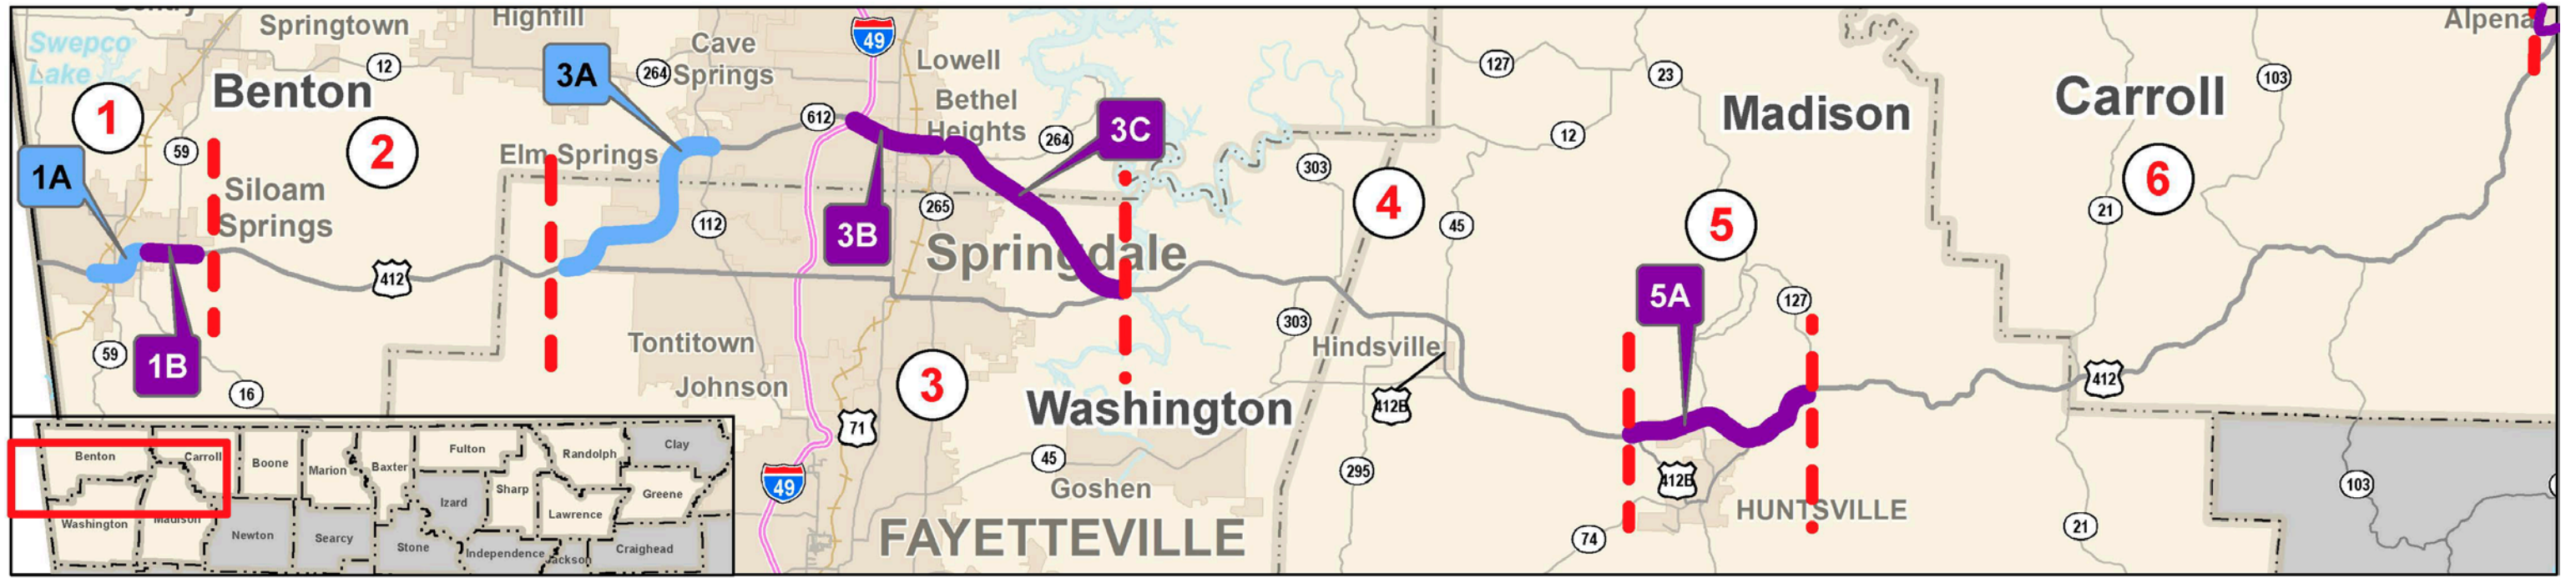 Springtown
Highfill
Swepco
Lake
12
Benton
1
2
59
1A
Siloam
Springs
1B
59
16
412
3A
264
Cave
Springs
49
Lowell
Bethel
Heights
612
264
3C
Elm Springs
112
3B
265
Springdale
Tontitown
Johnson
3
71
49
45
Goshen
FAYETTEVILLE
Washington
127
23
12
303
4
45
303
Hindsville
412B
295
Madison
5
5A
127
412B
HUNTSVILLE
74
Carroll
6
103
21
412
103
21
Alpena
Benton
Carroll
Boone
Marion
Baxter
Fulton
Randolph
Clay
Washington
Madison
Newton
Searcy
Stone
Izard
Sharp
Lawrence
Greene
Independence
Jackson
Craighead